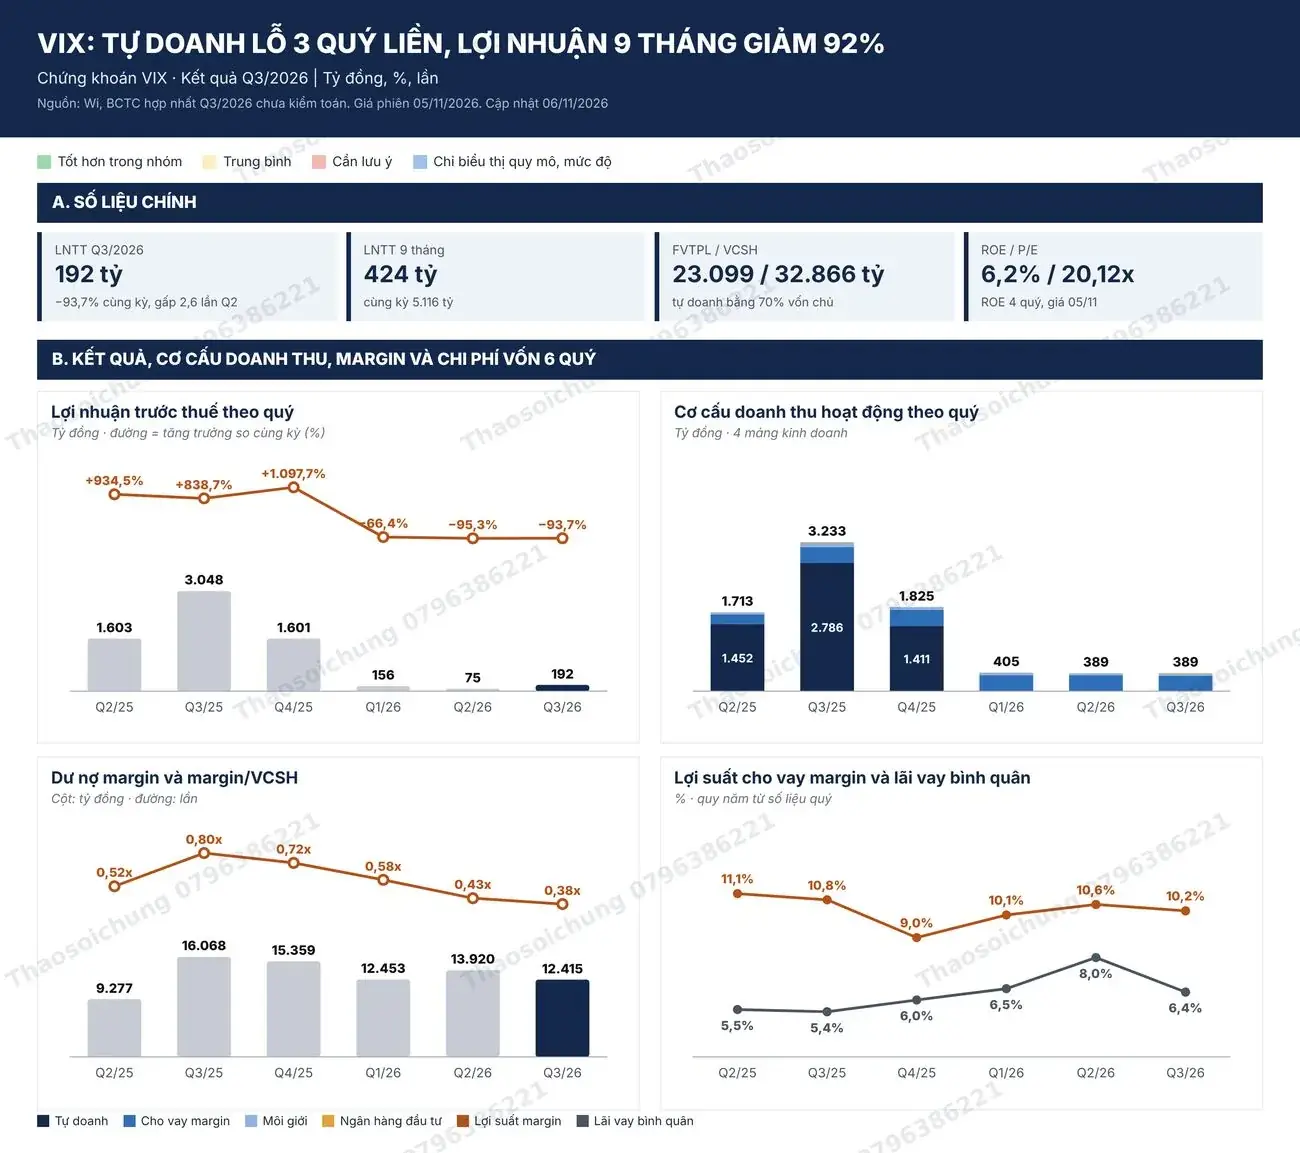 VIX: TỰ DOANH LỖ 3 QUÝ LIỀN, LỢI NHUẬN 9 THÁNG GIẢM 92%
Chứng khoán VIX · Kết quả Q3/2026 | Tỷ đồng, %, lần
Nguồn: Wi, BCTC hợp nhất Q3/2026 chưa kiểm toán. Giá phiên 05/11/2026. Cập nhật 06/11/2026
Tốt hơn trong nhóm Trung bình Cần lưu ý Chỉ biểu thị quy mô, mức độ
A. SỐ LIỆU CHÍNH
LNTT Q3/2026
192 tỷ
−93,7% cùng kỳ, gấp 2,6 lần Q2
LNTT 9 tháng
424 tỷ
cùng kỳ 5.116 tỷ
FVTPL / VCSH
23.099 / 32.866 tỷ
tự doanh bằng 70% vốn chủ
ROE / P/E
6,2% / 20,12x
ROE 4 quý, giá 05/11
B. KẾT QUẢ, CƠ CẤU DOANH THU, MARGIN VÀ CHI PHÍ VỐN 6 QUÝ
Lợi nhuận trước thuế theo quý
Tỷ đồng · đường = tăng trưởng so cùng kỳ (%)
+934,5% +838,7% +1.097,7% −66,4% −95,3% −93,7%
1.603 3.048 1.601 156 75 192
Q2/25 Q3/25 Q4/25 Q1/26 Q2/26 Q3/26
Cơ cấu doanh thu hoạt động theo quý
Tỷ đồng · 4 mảng kinh doanh
1.713 3.233 1.825 405 389 389
1.452 2.786 1.411
Q2/25 Q3/25 Q4/25 Q1/26 Q2/26 Q3/26
Dư nợ margin và margin/VCSH
Cột: tỷ đồng · đường: lần
0,52x 0,80x 0,72x 0,58x 0,43x 0,38x
9.277 16.068 15.359 12.453 13.920 12.415
Q2/25 Q3/25 Q4/25 Q1/26 Q2/26 Q3/26
Lợi suất cho vay margin và lãi vay bình quân
% · quy năm từ số liệu quý
11,1% 10,8% 9,0% 10,1% 10,6% 10,2%
5,5% 5,4% 6,0% 6,5% 8,0% 6,4%
Q2/25 Q3/25 Q4/25 Q1/26 Q2/26 Q3/26
Tự doanh Cho vay margin Môi giới Ngân hàng đầu tư Lợi suất margin Lãi vay bình quân
Thaosoichung 0796386221